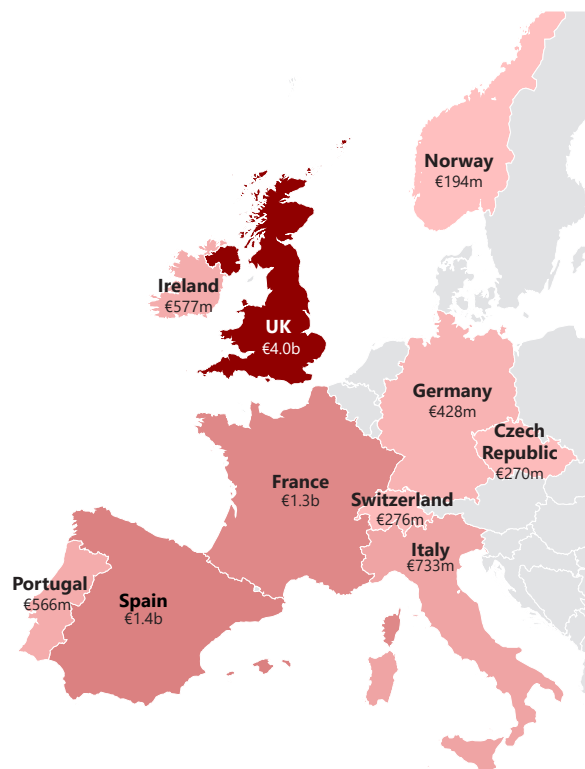 Norway
€194m
Ireland
€577m
UK
€4.0b
Germany
€428m
Czech
Republic
€270m
France
€1.3b
Switzerland
€276m
Italy
€733m
Portugal
€566m
Spain
€1.4b